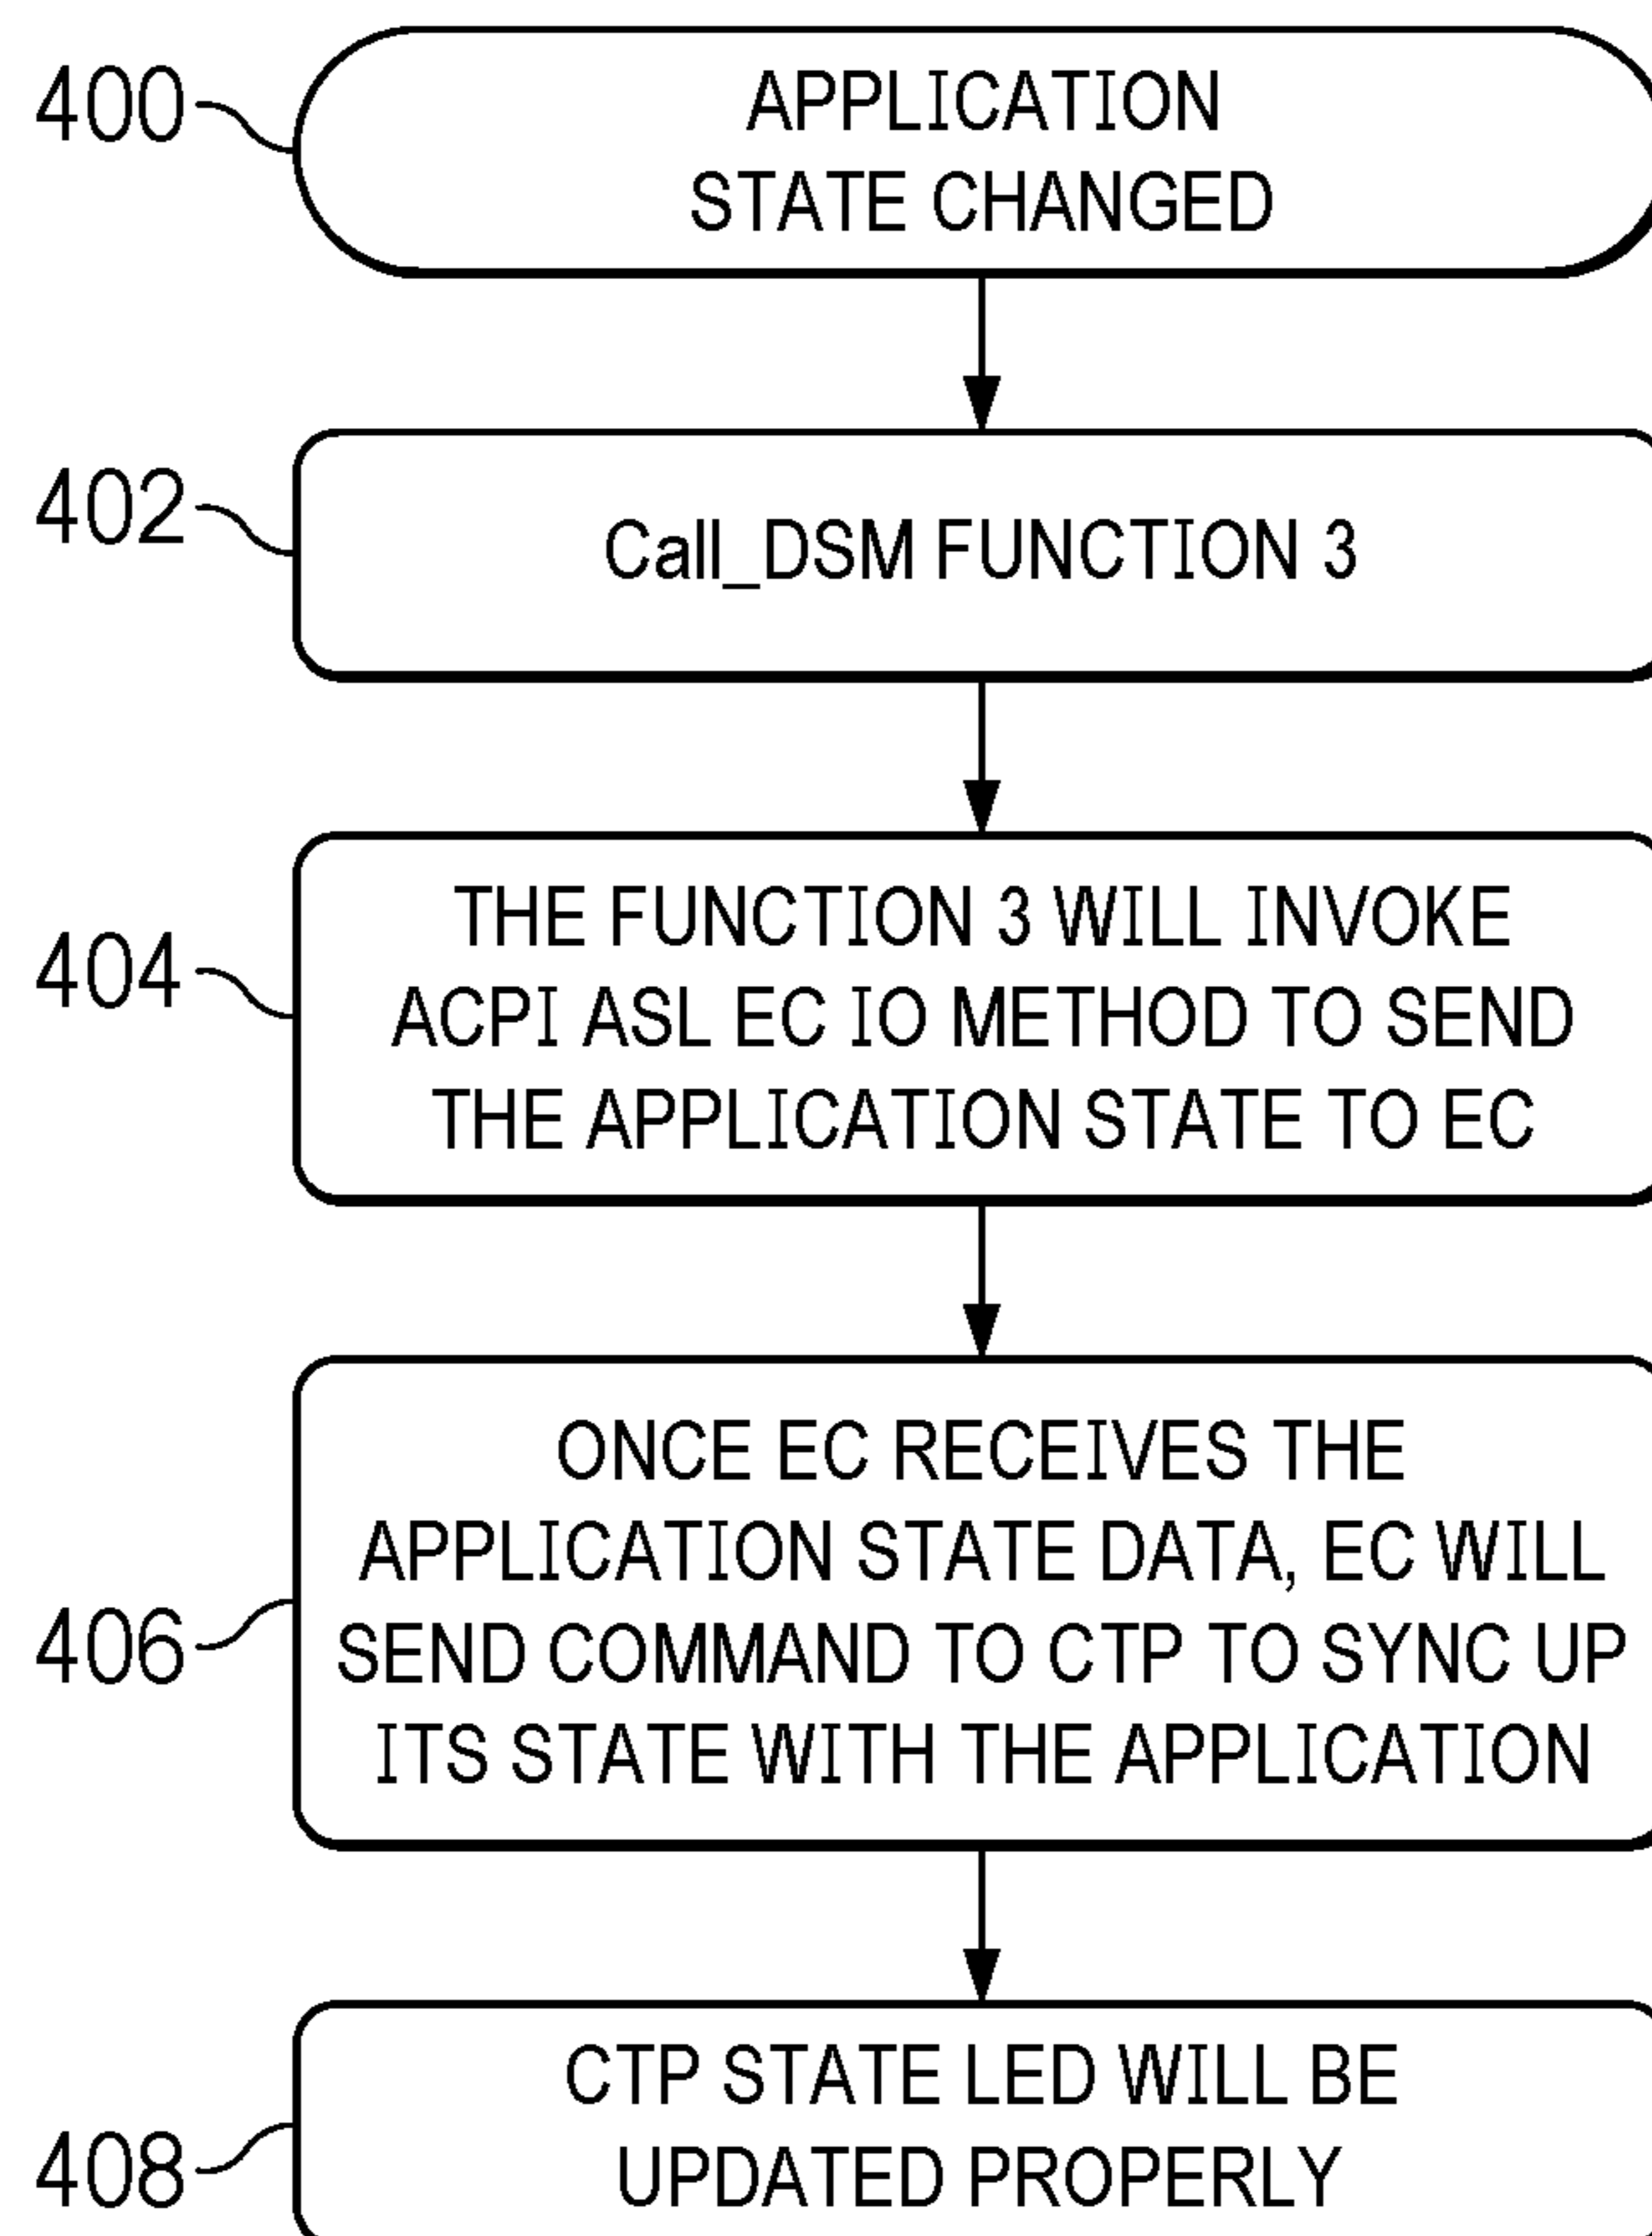 400
APPLICATION
STATE CHANGED
402
Call_DSM FUNCTION 3
404
THE FUNCTION 3 WILL INVOKE
ACPI ASL EC IO METHOD TO SEND
THE APPLICATION STATE TO EC
406
ONCE EC RECEIVES THE
APPLICATION STATE DATA, EC WILL
SEND COMMAND TO CTP TO SYNC UP
ITS STATE WITH THE APPLICATION
408
CTP STATE LED WILL BE
UPDATED PROPERLY